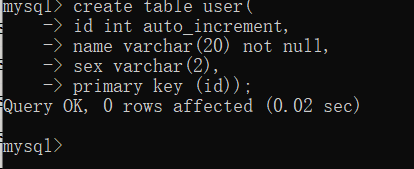 mysql> create table user(
    -> id int auto_increment,
    -> name varchar(20) not null,
    -> sex varchar(2),
    -> primary key (id));
Query OK, 0 rows affected (0.02 sec)
mysql>